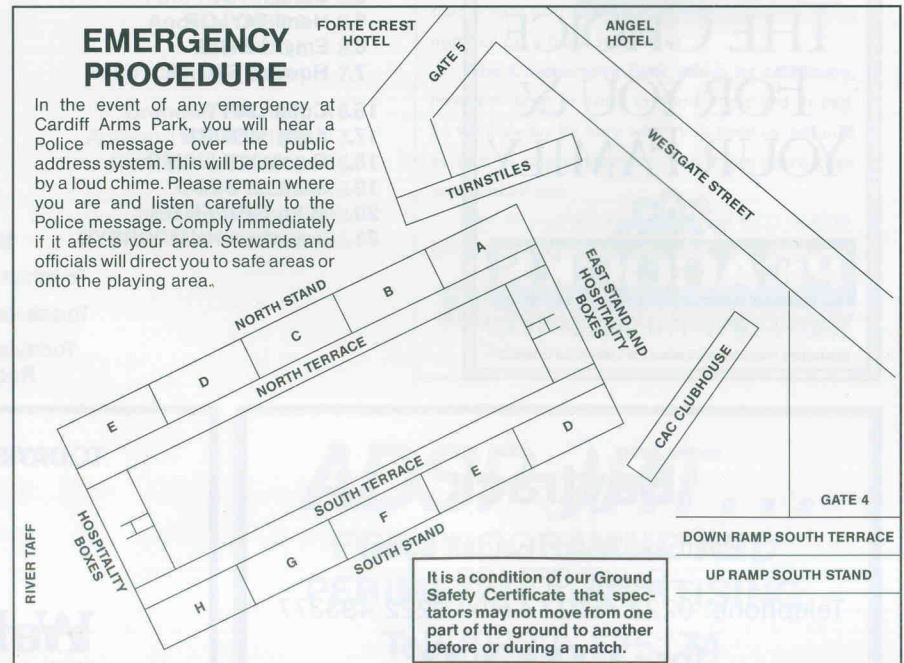 EMERGENCY
PROCEDURE
In the event of any emergency at
Cardiff Arms Park, you will hear a
Police message over the public
address system. This will be preceded
by a loud chime. Please remain where
you are and listen carefully to the
Police message. Comply immediately
if it affects your area. Stewards and
officials will direct you to safe areas or
onto the playing area.
FORTE CREST
HOTEL
ANGEL
HOTEL
GATE 5
WESTGATE STREET
TURNSTILES
A
B
C
D
E
NORTH STAND
NORTH TERRACE
EAST STAND AND
HOSPITALITY
BOXES
CAC CLUBHOUSE
SOUTH TERRACE
D
E
F
G
H
SOUTH STAND
HOSPITALITY
BOXES
RIVER TAFF
GATE 4
DOWN RAMP SOUTH TERRACE
UP RAMP SOUTH STAND
It is a condition of our Ground
Safety Certificate that spec-
tators may not move from one
part of the ground to another
before or during a match.